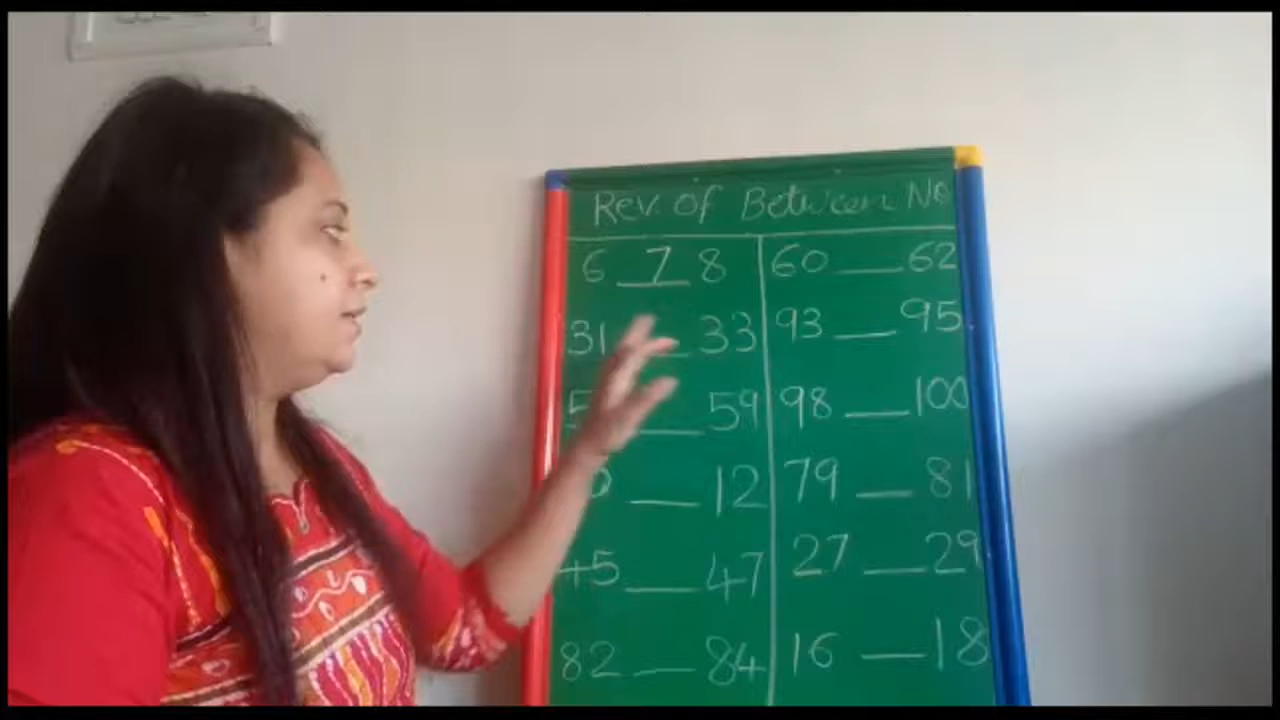 Rev. of Between No
6 7 8
31 __ 33
59
__ 12
45 __ 47
82 __ 84
60 __ 62
93 __ 95
98 __ 100
79 __ 81
27 __ 29
16 __ 18